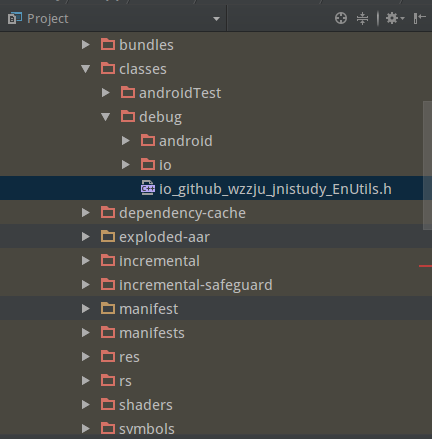 Project
bundles
classes
androidTest
debug
android
io
io_github_wzzju_jnistudy_EnUtils.h
dependency-cache
exploded-aar
incremental
incremental-safeguard
manifest
manifests
res
rs
shaders
symbols